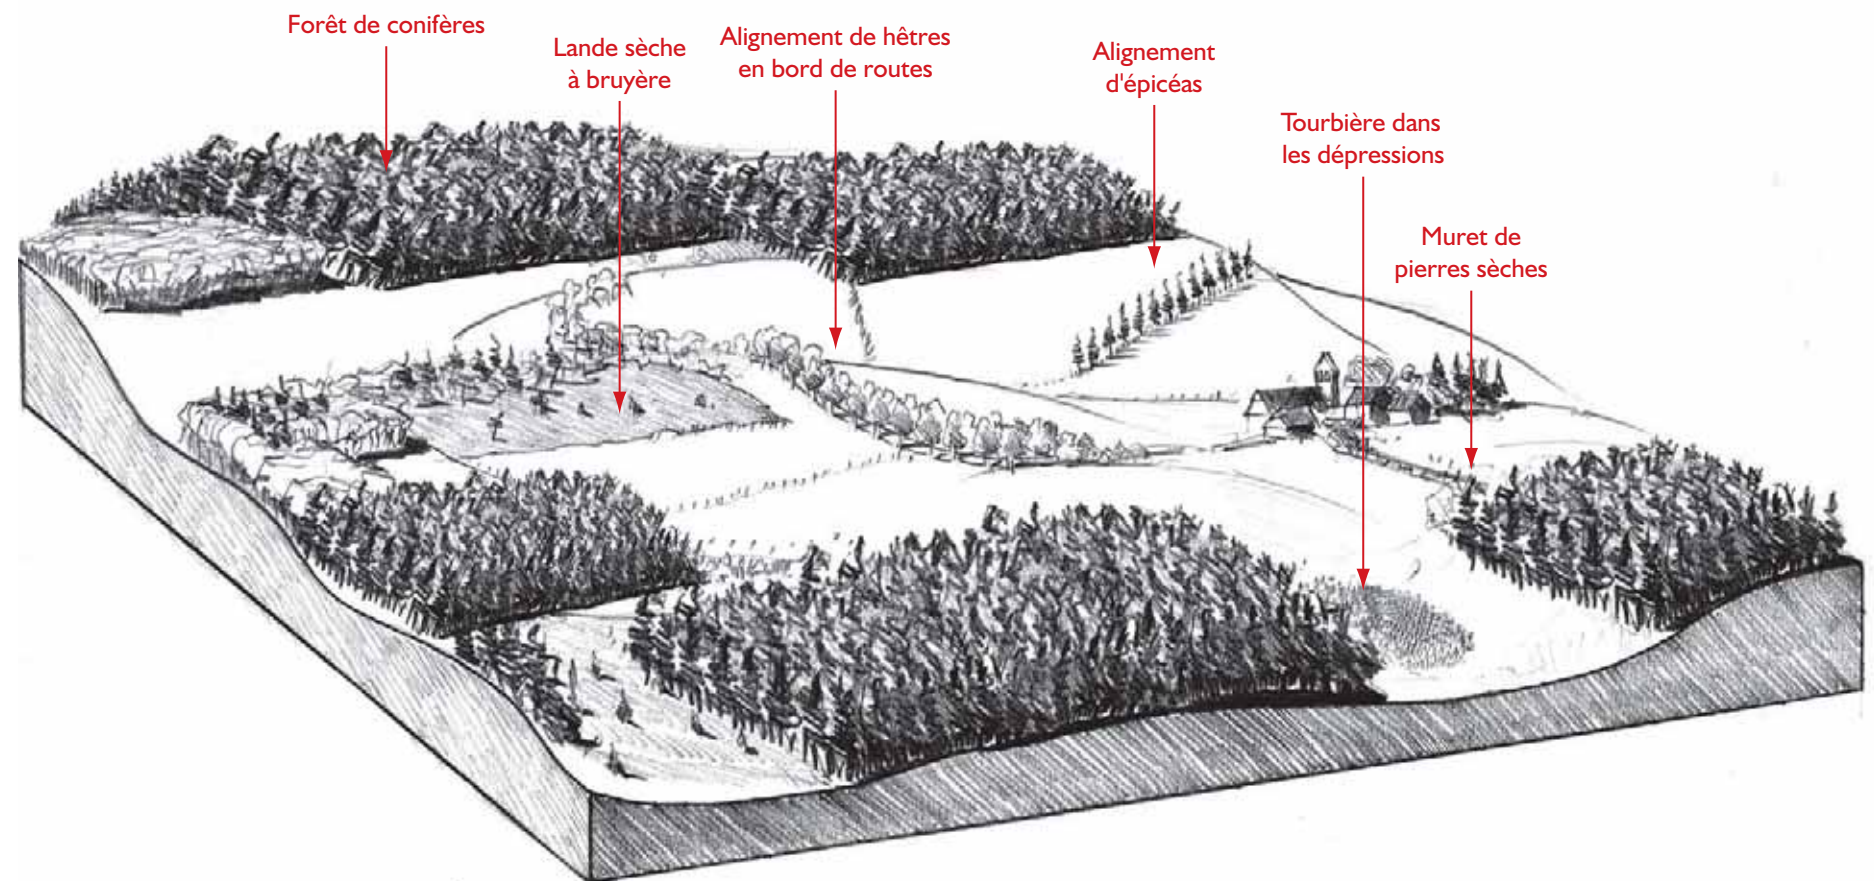 Forêt de conifères
Lande sèche
à bruyère
Alignement de hêtres
en bord de routes
Alignement
d'épicéas
Tourbière dans
les dépressions
Muret de
pierres sèches